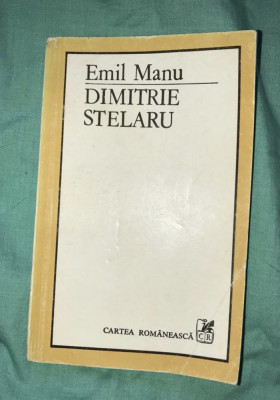 Emil Manu
DIMITRIE
STELARU
CARTEA ROMÂNEASCĂ
CR